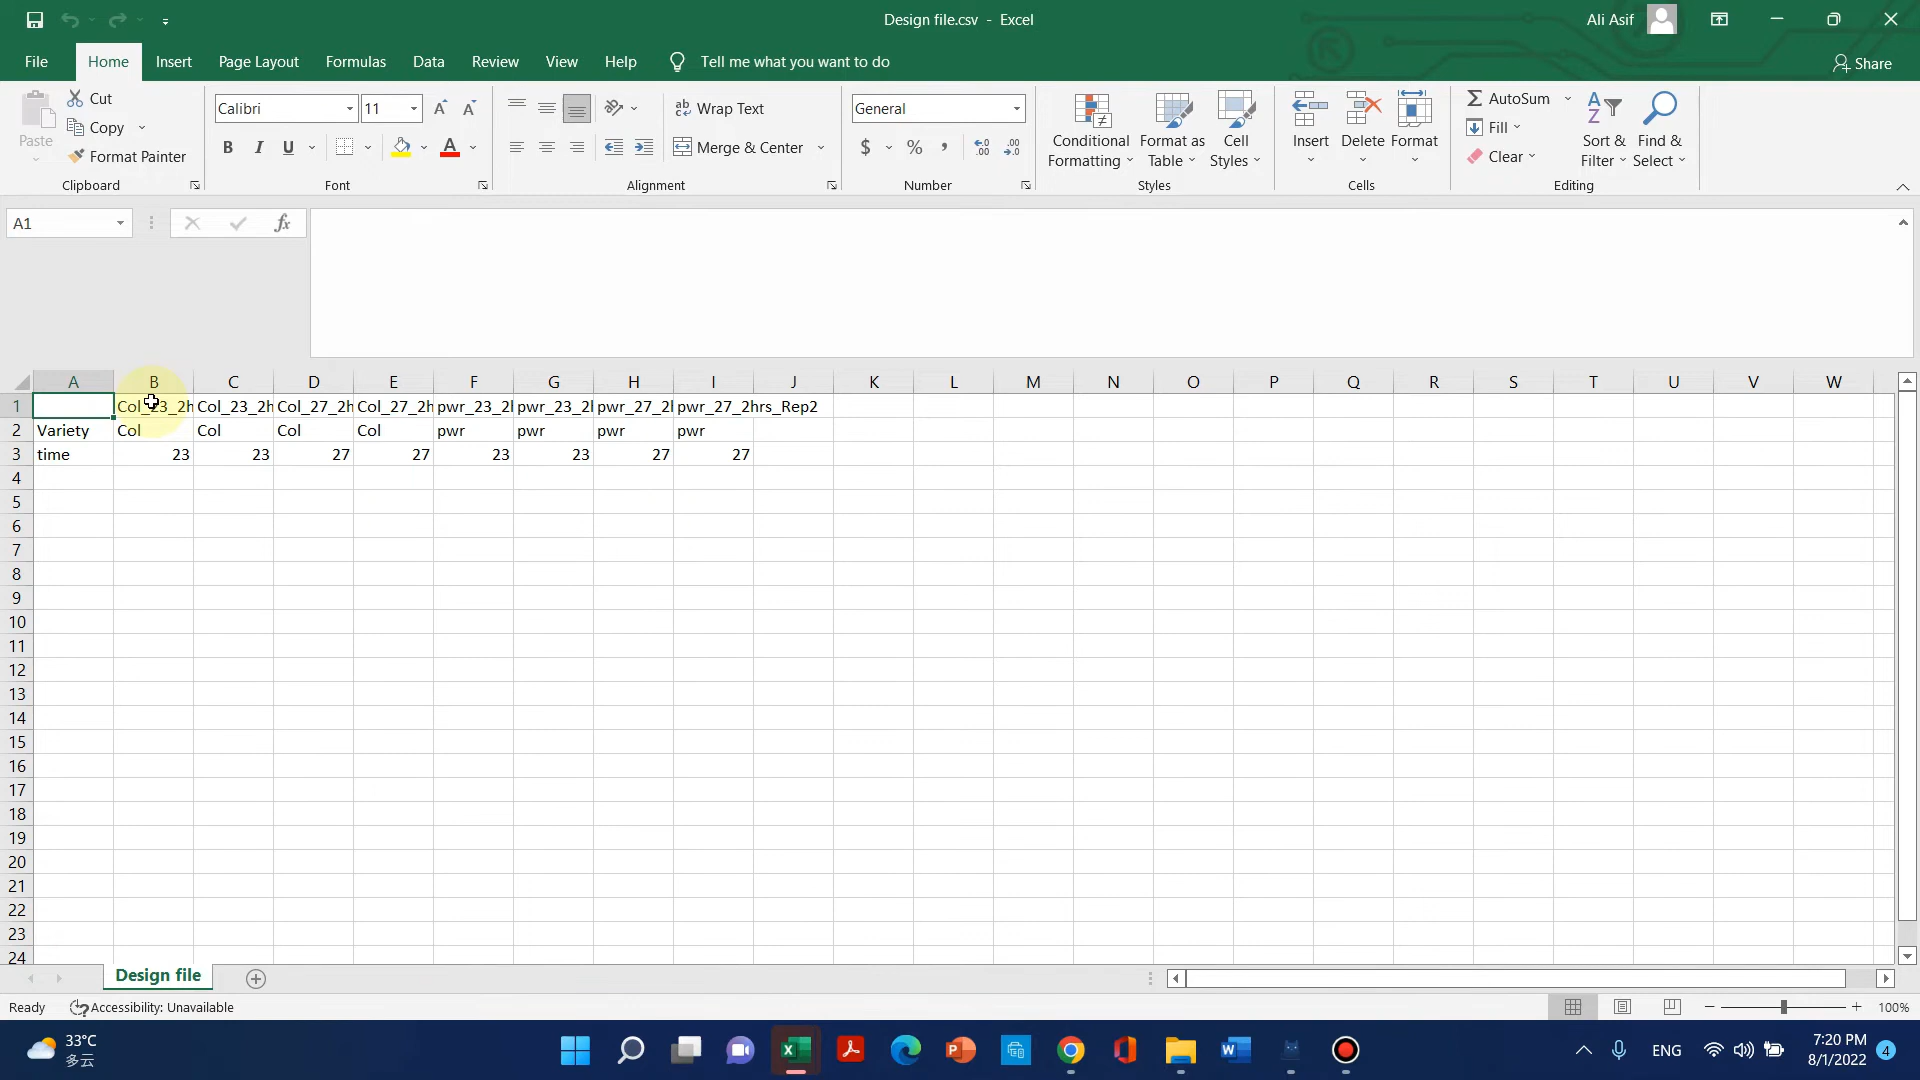 Design file.csv - Excel
Ali Asif
File Home Insert Page Layout Formulas Data Review View Help Tell me what you want to do Share
Cut
Copy
Format Painter
Paste
Clipboard
Calibri 11
B I U
Font
Wrap Text
Merge & Center
Alignment
General
$ % ,
Number
Conditional Formatting
Format as Table
Cell Styles
Styles
Insert Delete Format
Cells
AutoSum
Fill
Clear
Sort & Filter
Find & Select
Editing
A1 fx
A B C D E F G H I J K L M N O P Q R S T U V W
1 Col_23_2h Col_23_2h Col_27_2h Col_27_2h pwr_23_2l pwr_23_2l pwr_27_2l pwr_27_2hrs_Rep2
2 Variety Col Col Col Col pwr pwr pwr pwr
3 time 23 23 27 27 23 23 27 27
4
5
6
7
8
9
10
11
12
13
14
15
16
17
18
19
20
21
22
23
24
Design file
Ready Accessibility: Unavailable 100%
33°C
多云
ENG
7:20 PM
8/1/2022
4